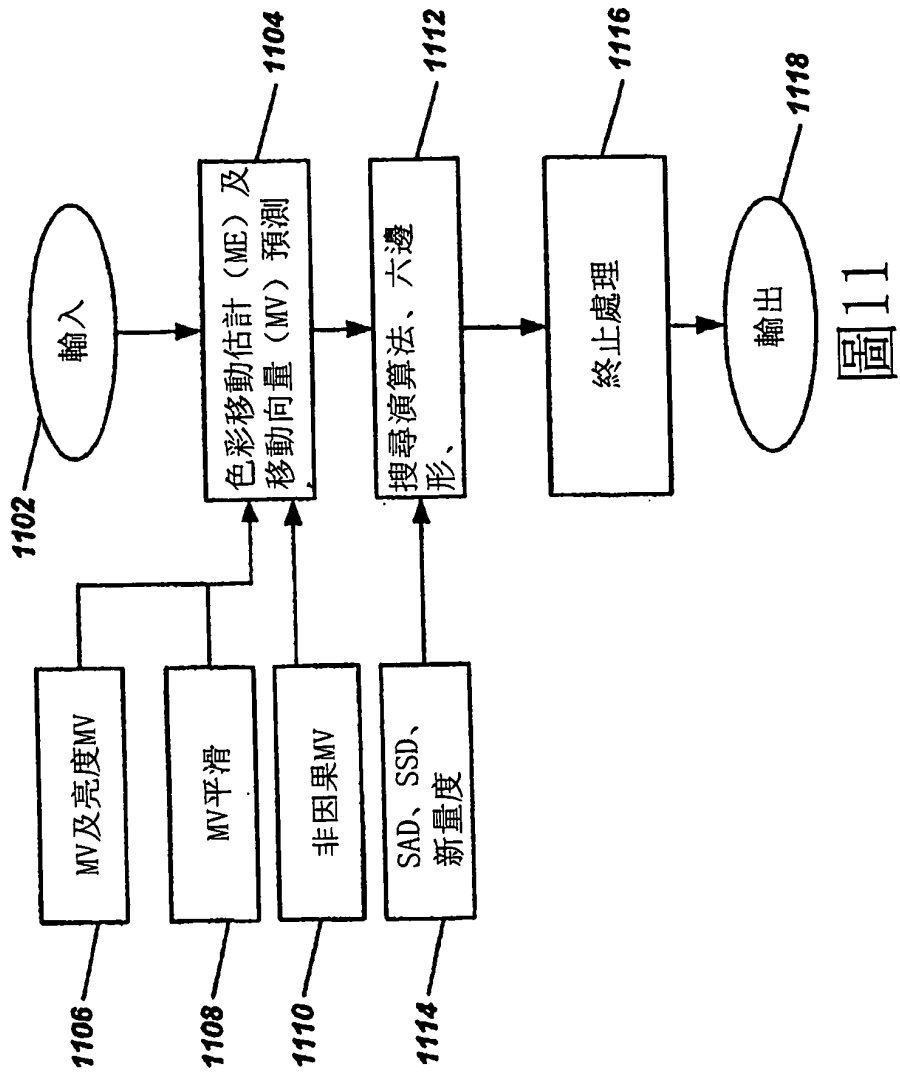 1102
輸入
1104
色彩移動估計（ME）及
移動向量（MV）預測
1106
MV及亮度MV
1108
MV平滑
1110
非因果MV
1112
搜尋演算法、六邊
形、
1114
SAD、SSD、
新量度
1116
終止處理
1118
輸出
圖11